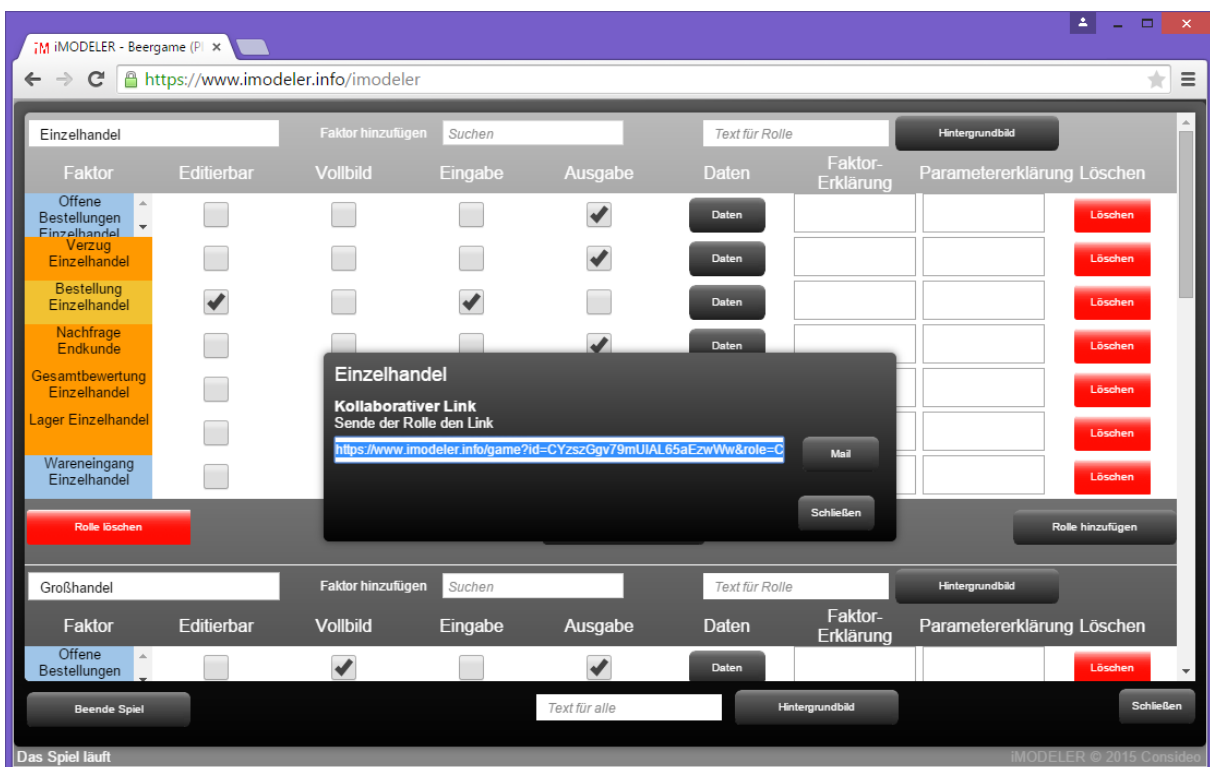 iMODELER - Beergame (Pl
https://www.imodeler.info/imodeler
Einzelhandel Faktor hinzufügen Suchen Text für Rolle Hintergrundbild
Faktor Editierbar Vollbild Eingabe Ausgabe Daten Faktor- Erklärung Parametererklärung Löschen
Offene Bestellungen Einzelhandel Daten Löschen
Verzug Einzelhandel Daten Löschen
Bestellung Einzelhandel Daten Löschen
Nachfrage Endkunde Daten Löschen
Gesamtbewertung Einzelhandel Löschen
Lager Einzelhandel Löschen
Wareneingang Einzelhandel Löschen
Einzelhandel
Kollaborativer Link
Sende der Rolle den Link
https://www.imodeler.info/game?id=CYzszGgv79mUIAL65aEzwWw&role=C Mail
Schließen
Rolle löschen Rolle hinzufügen
Großhandel Faktor hinzufügen Suchen Text für Rolle Hintergrundbild
Faktor Editierbar Vollbild Eingabe Ausgabe Daten Faktor- Erklärung Parametererklärung Löschen
Offene Bestellungen Daten Löschen
Beende Spiel Text für alle Hintergrundbild Schließen
Das Spiel läuft iMODELER © 2015 Consideo